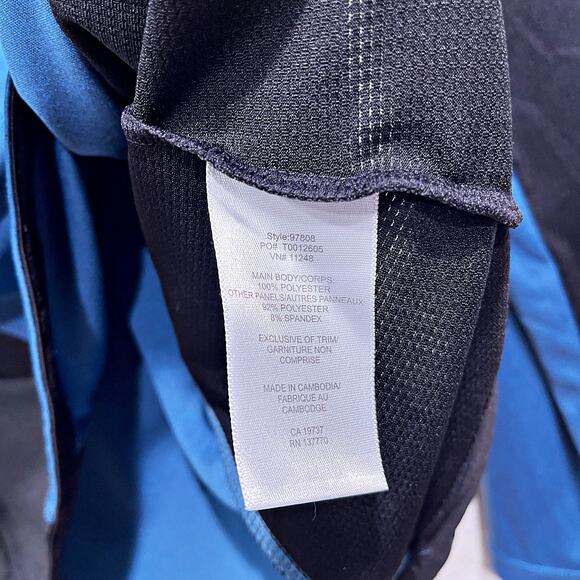 Style:97808
PO# T0012605
VN# 11248
MAIN BODY/CORPS:
100% POLYESTER
OTHER PANELS/AUTRES PANNEAUX
92% POLYESTER
8% SPANDEX
EXCLUSIVE OF TRIM/
GARNITURE NON
COMPRISE
MADE IN CAMBODIA/
FABRIQUE AU
CAMBODGE
CA 19737
RN 137770